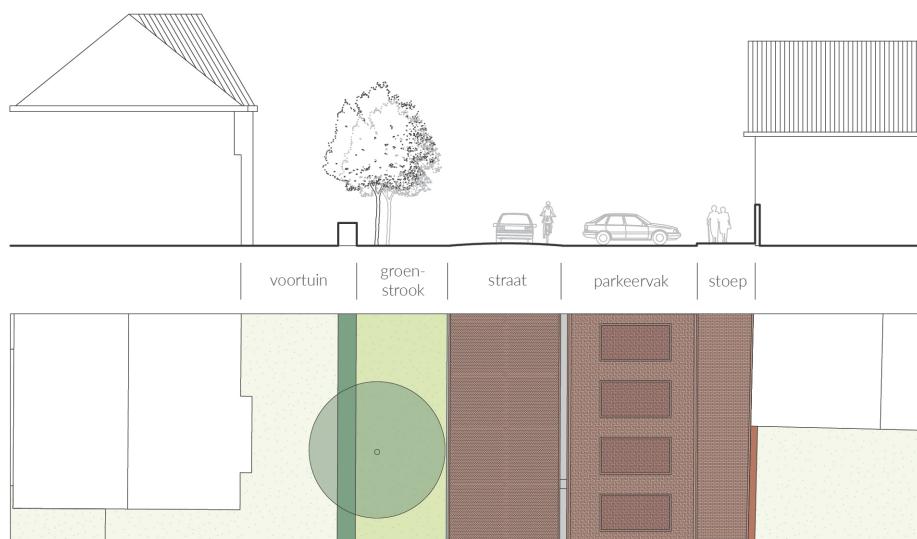 voortuin
groen-
strook
straat
parkeervak
stoep